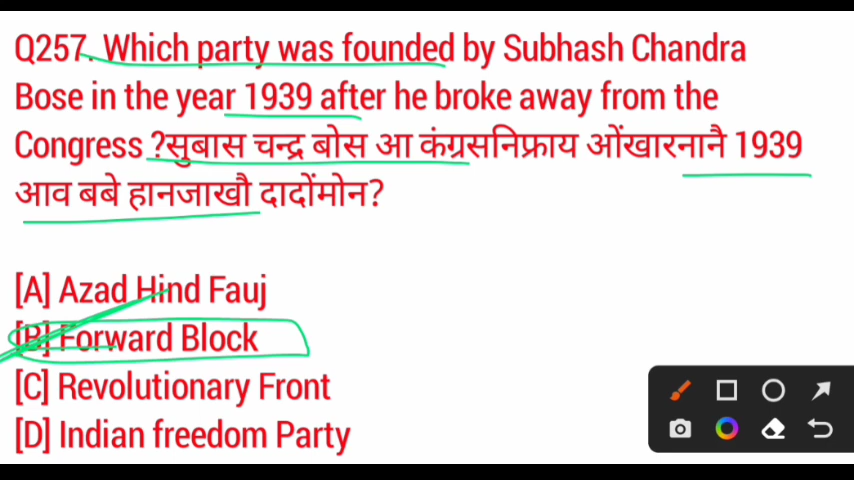 Q257. Which party was founded by Subhash Chandra
Bose in the year 1939 after he broke away from the
Congress ?सुबास चन्द्र बोस आ कंग्रसनिफ्राय ओंखारनानै 1939
आव बबे हानजाखौ दादोंमोन?
[A] Azad Hind Fauj
[B] Forward Block
[C] Revolutionary Front
[D] Indian freedom Party